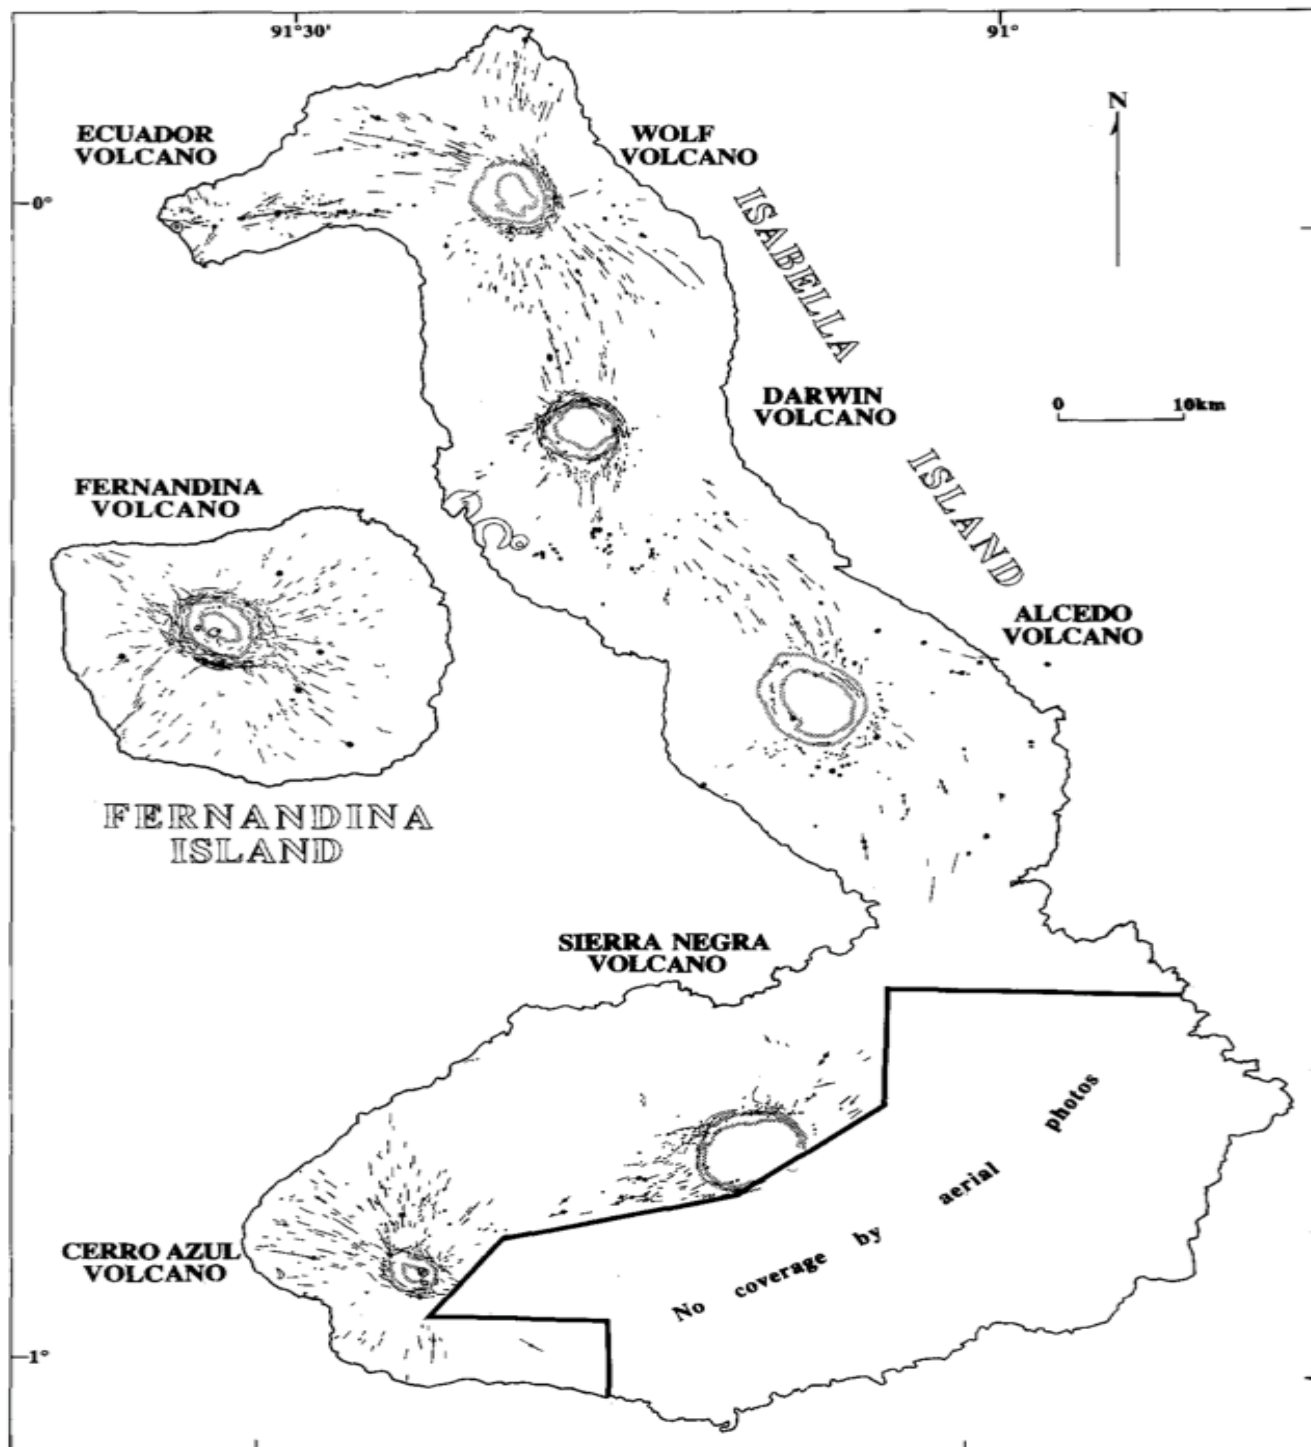 91°30'
91°
N
ECUADOR
VOLCANO
WOLF
VOLCANO
0°
ISABELLA
ISLAND
DARWIN
VOLCANO
0 10km
FERNANDINA
VOLCANO
ALCEDO
VOLCANO
FERNANDINA
ISLAND
SIERRA NEGRA
VOLCANO
CERRO AZUL
VOLCANO
No coverage by aerial photos
1°